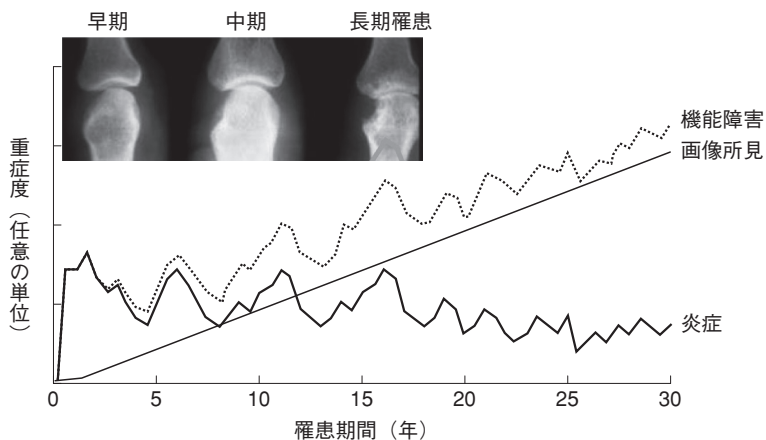 早期 中期 長期罹患
機能障害
画像所見
炎症
重症度（任意の単位）
0 5 10 15 20 25 30
罹患期間（年）